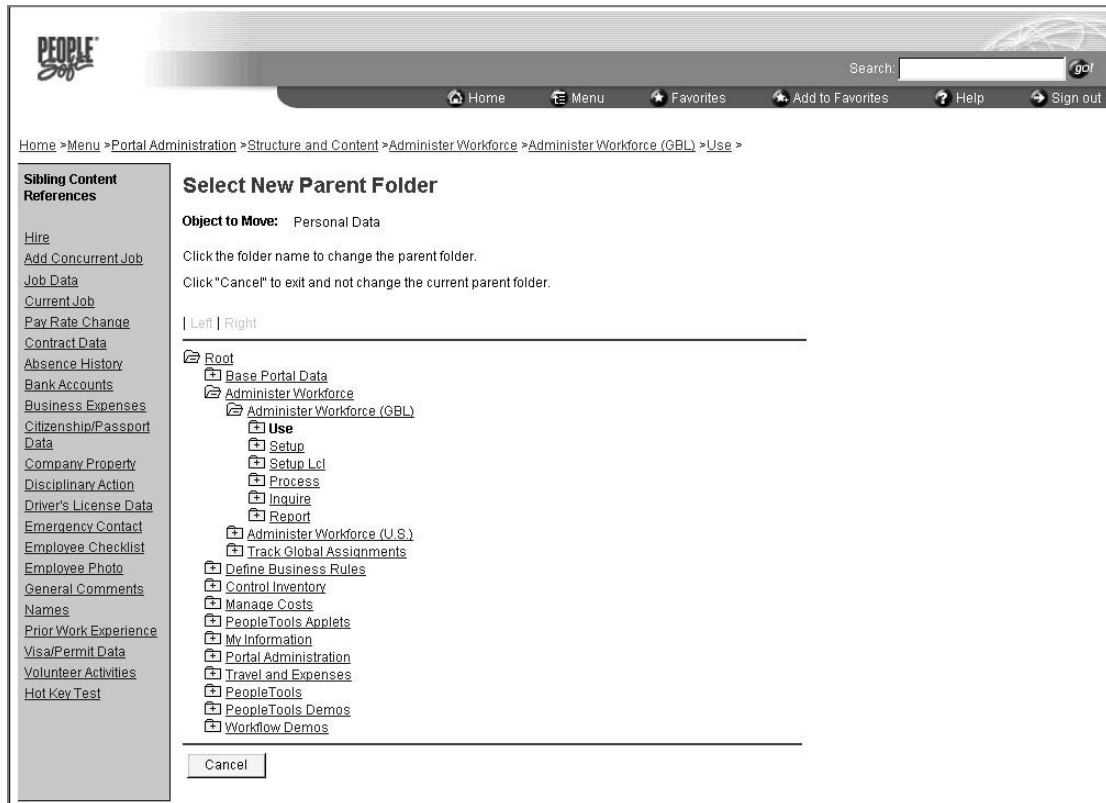 PEOPLE
Soft
Search:
go!
Home Menu Favorites Add to Favorites Help Sign out
Home >Menu >Portal Administration >Structure and Content >Administer Workforce >Administer Workforce (GBL) >Use >
Sibling Content
References
Hire
Add Concurrent Job
Job Data
Current Job
Pay Rate Change
Contract Data
Absence History
Bank Accounts
Business Expenses
Citizenship/Passport
Data
Company Property
Disciplinary Action
Driver's License Data
Emergency Contact
Employee Checklist
Employee Photo
General Comments
Names
Prior Work Experience
Visa/Permit Data
Volunteer Activities
Hot Key Test
Select New Parent Folder
Object to Move: Personal Data
Click the folder name to change the parent folder.
Click "Cancel" to exit and not change the current parent folder.
| Left | Right
Root
Base Portal Data
Administer Workforce
Administer Workforce (GBL)
Use
Setup
Setup Lcl
Process
Inquire
Report
Administer Workforce (U.S.)
Track Global Assignments
Define Business Rules
Control Inventory
Manage Costs
PeopleTools Applets
My Information
Portal Administration
Travel and Expenses
PeopleTools
PeopleTools Demos
Workflow Demos
Cancel